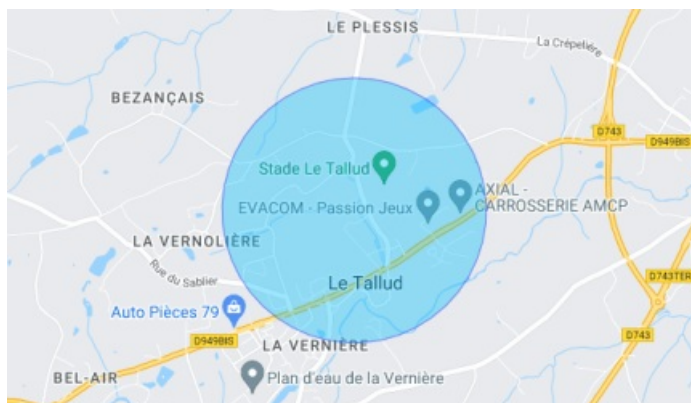 LE PLESSIS
La Crépelière
BEZANÇAIS
D743
D949BIS
Stade Le Tallud
AXIAL -
CARROSSERIE AMCP
EVACOM - Passion Jeux
LA VERNOLIÈRE
Rue du Sablier
D743TER
Le Tallud
Auto Pièces 79
D949BIS
D743
LA VERNIÈRE
BEL-AIR
Plan d'eau de la Vernière